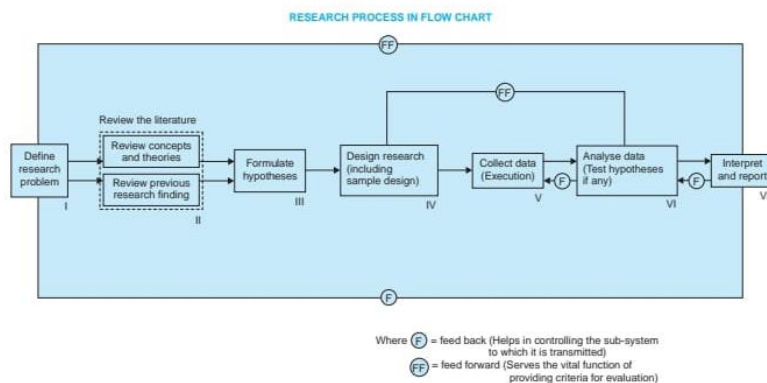 RESEARCH PROCESS IN FLOW CHART
FF
FF
Review the literature
Define
research
problem
I
Review concepts
and theories
Review previous
research finding
II
Formulate
hypotheses
III
Design research
(including
sample design)
IV
Collect data
(Execution)
V
F
Analyse data
(Test hypotheses
if any)
VI
F
Interpret
and report
V
F
Where F = feed back (Helps in controlling the sub-system
to which it is transmitted)
FF = feed forward (Serves the vital function of
providing criteria for evaluation)